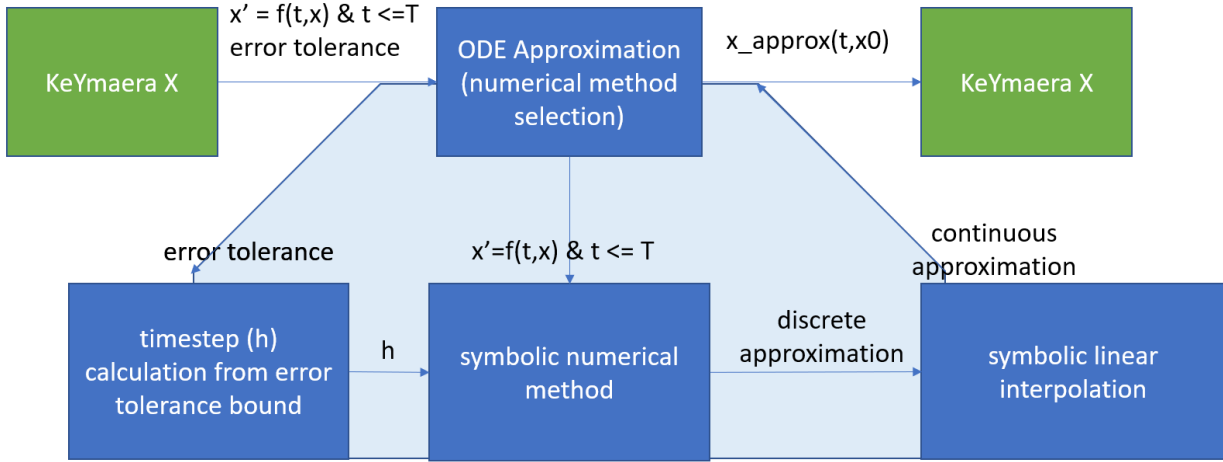 x' = f(t,x) & t <=T
error tolerance
KeYmaera X
ODE Approximation
(numerical method
selection)
x_approx(t,x0)
KeYmaera X
error tolerance
x'=f(t,x) & t <= T
continuous
approximation
timestep (h)
calculation from error
tolerance bound
h
symbolic numerical
method
discrete
approximation
symbolic linear
interpolation